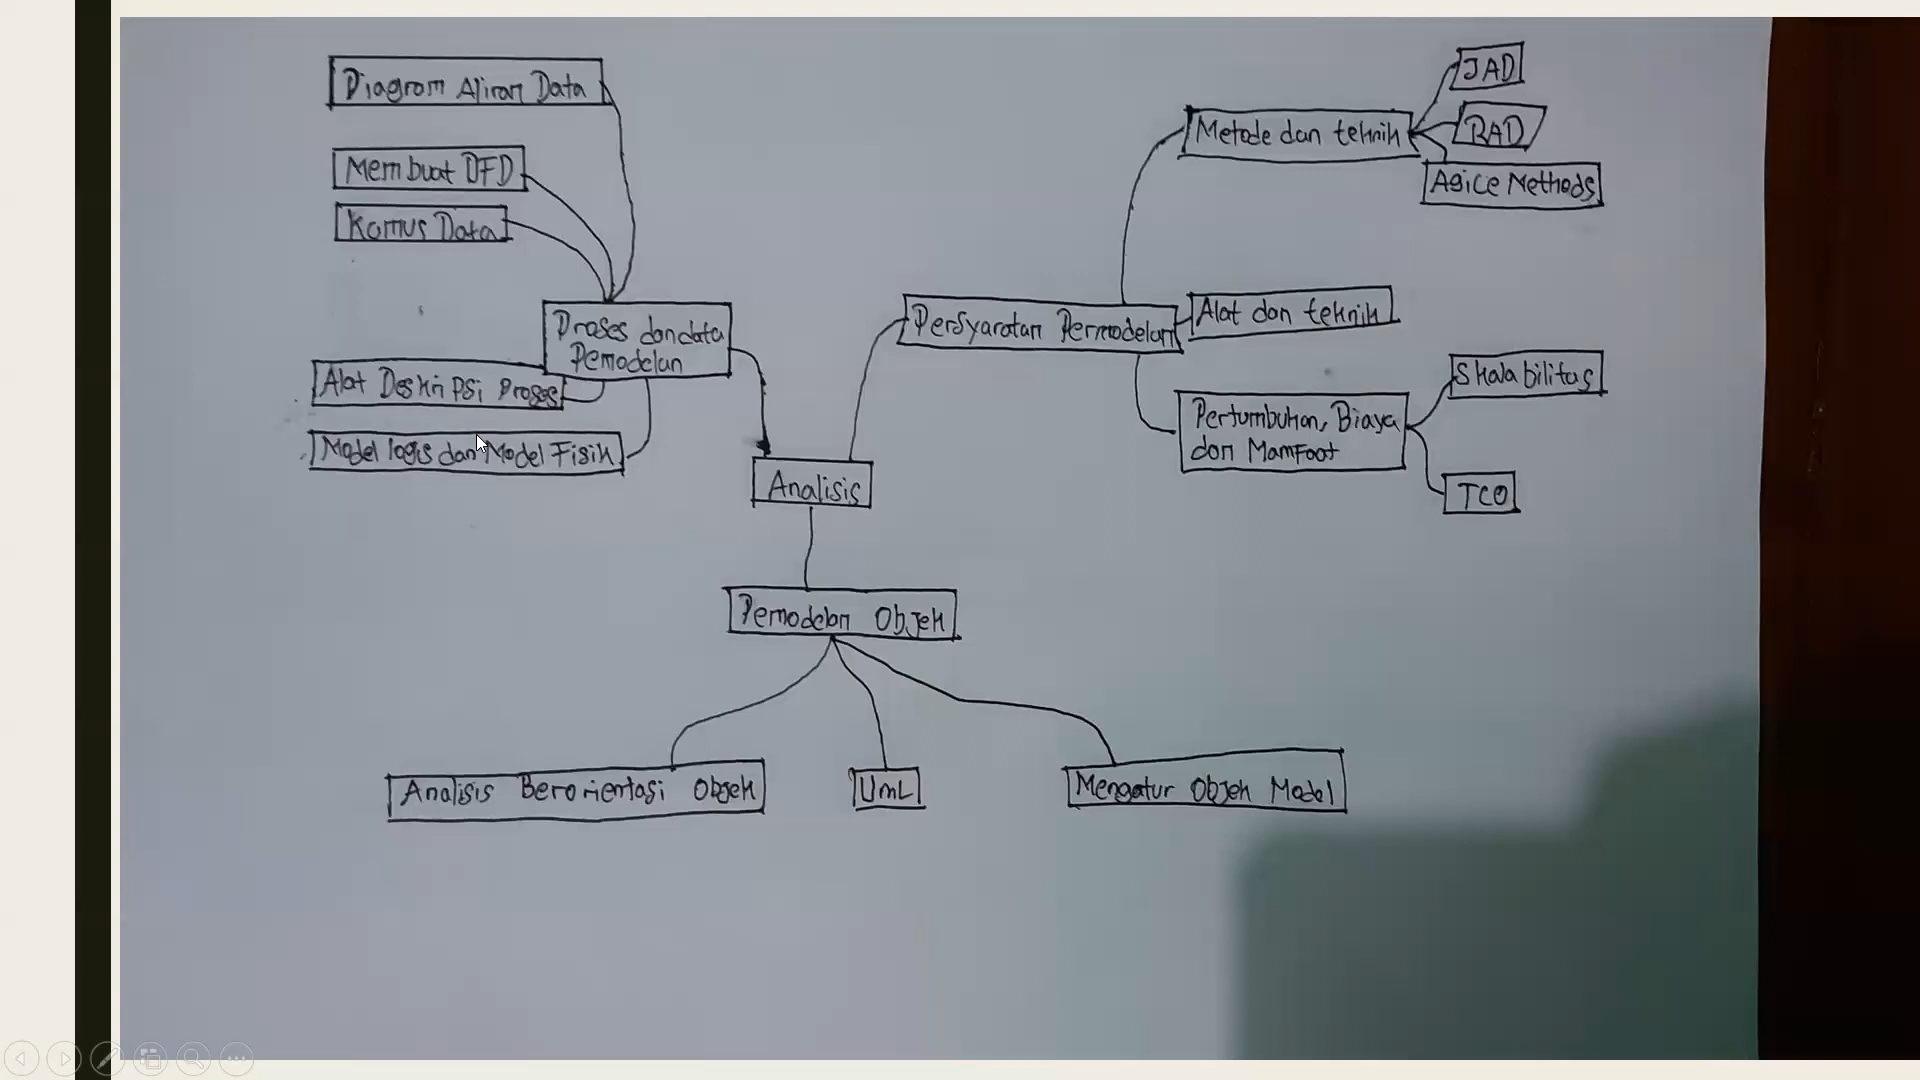 Diagram Aliran Data
Membuat DFD
Kamus Data
Proses dan data
Pemodelan
Alat Deskripsi Proses
Model logis dan Model Fisik
Analisis
Persyaratan Permodelan
Metode dan teknik
JAD
RAD
Agice Methods
Alat dan teknik
Pertumbuhan, Biaya
dan Mamfaat
Skalabilitas
TCO
Pemodelan Objek
Analisis Berorientasi Objek
UML
Mengatur Objek Model